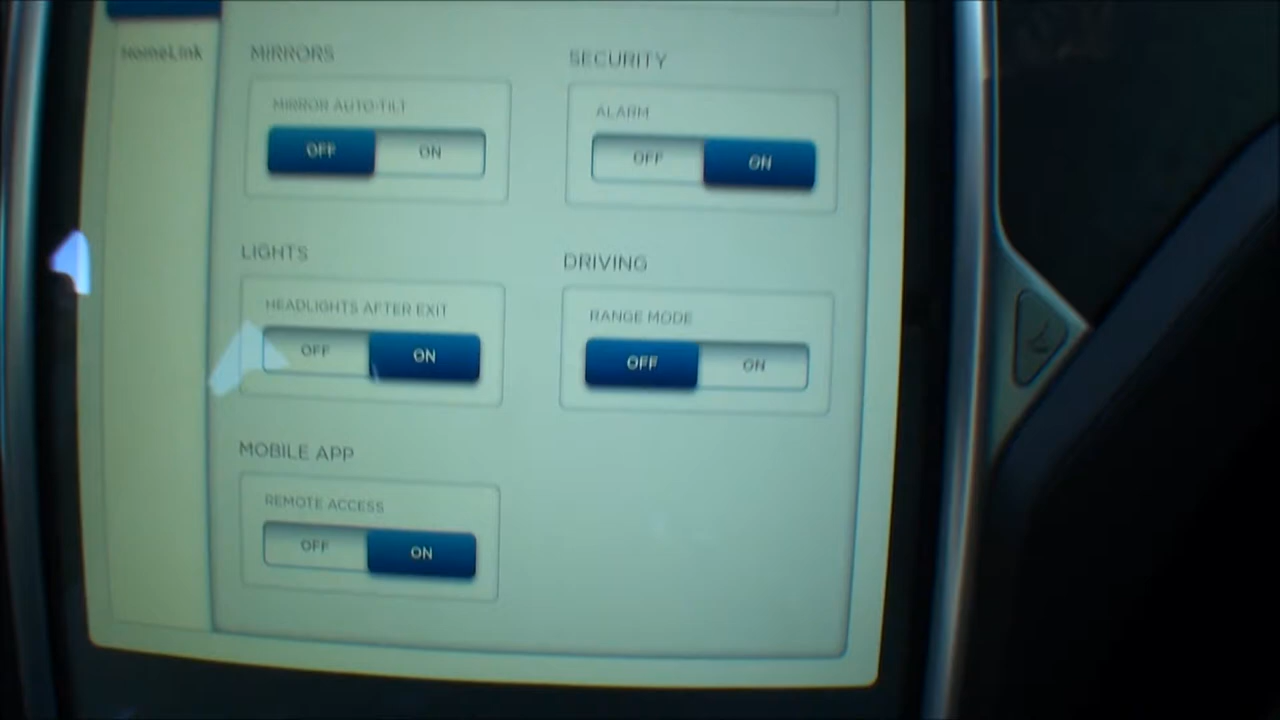 HomeLink
MIRRORS
MIRROR AUTO-TILT
OFF ON
SECURITY
ALARM
OFF ON
LIGHTS
HEADLIGHTS AFTER EXIT
OFF ON
DRIVING
RANGE MODE
OFF ON
MOBILE APP
REMOTE ACCESS
OFF ON